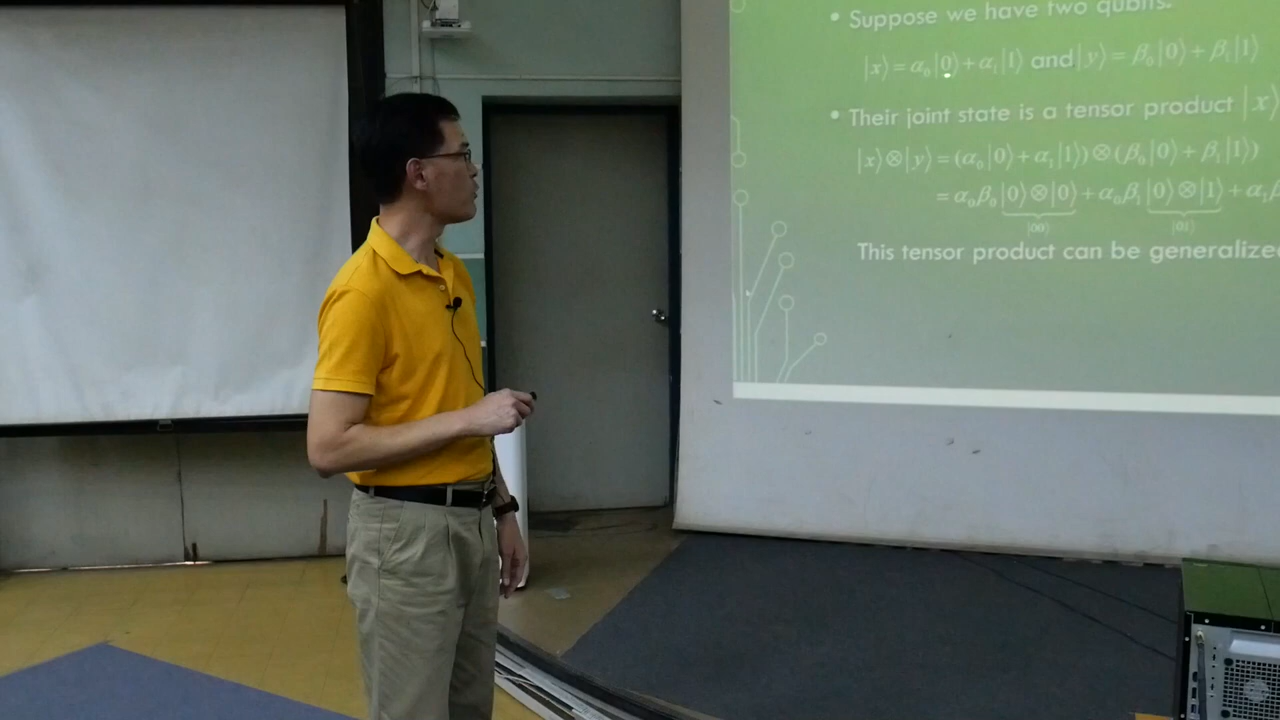 • Suppose we have two qubits.
|x⟩ = α₀|0⟩ + α₁|1⟩ and |y⟩ = β₀|0⟩ + β₁|1⟩
• Their joint state is a tensor product |x⟩
|x⟩⊗|y⟩ = (α₀|0⟩ + α₁|1⟩)⊗(β₀|0⟩ + β₁|1⟩)
= α₀β₀|0⟩⊗|0⟩ + α₀β₁|0⟩⊗|1⟩ + α₁β
|00⟩ |01⟩
This tensor product can be generalize